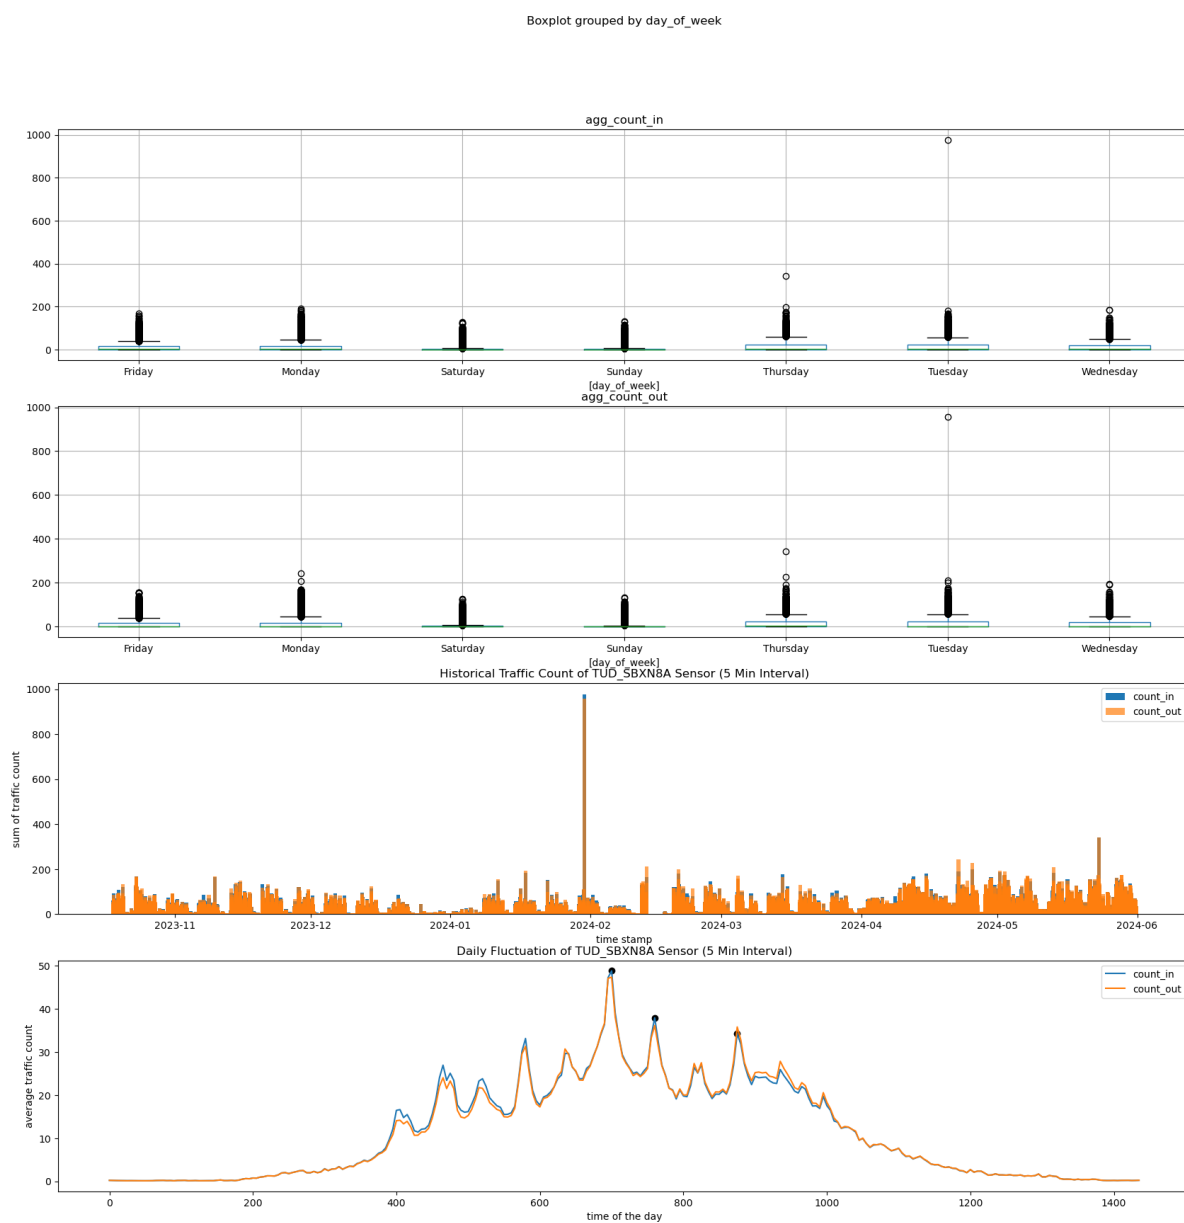 Boxplot grouped by day_of_week
agg_count_in
1000
800
600
400
200
0
Friday Monday Saturday Sunday Thursday Tuesday Wednesday
[day_of_week]
agg_count_out
1000
800
600
400
200
0
Friday Monday Saturday Sunday Thursday Tuesday Wednesday
[day_of_week]
Historical Traffic Count of TUD_SBXN8A Sensor (5 Min Interval)
sum of traffic count
1000
800
600
400
200
0
count_in
count_out
2023-11 2023-12 2024-01 2024-02 2024-03 2024-04 2024-05 2024-06
time stamp
Daily Fluctuation of TUD_SBXN8A Sensor (5 Min Interval)
average traffic count
50
40
30
20
10
0
count_in
count_out
0 200 400 600 800 1000 1200 1400
time of the day